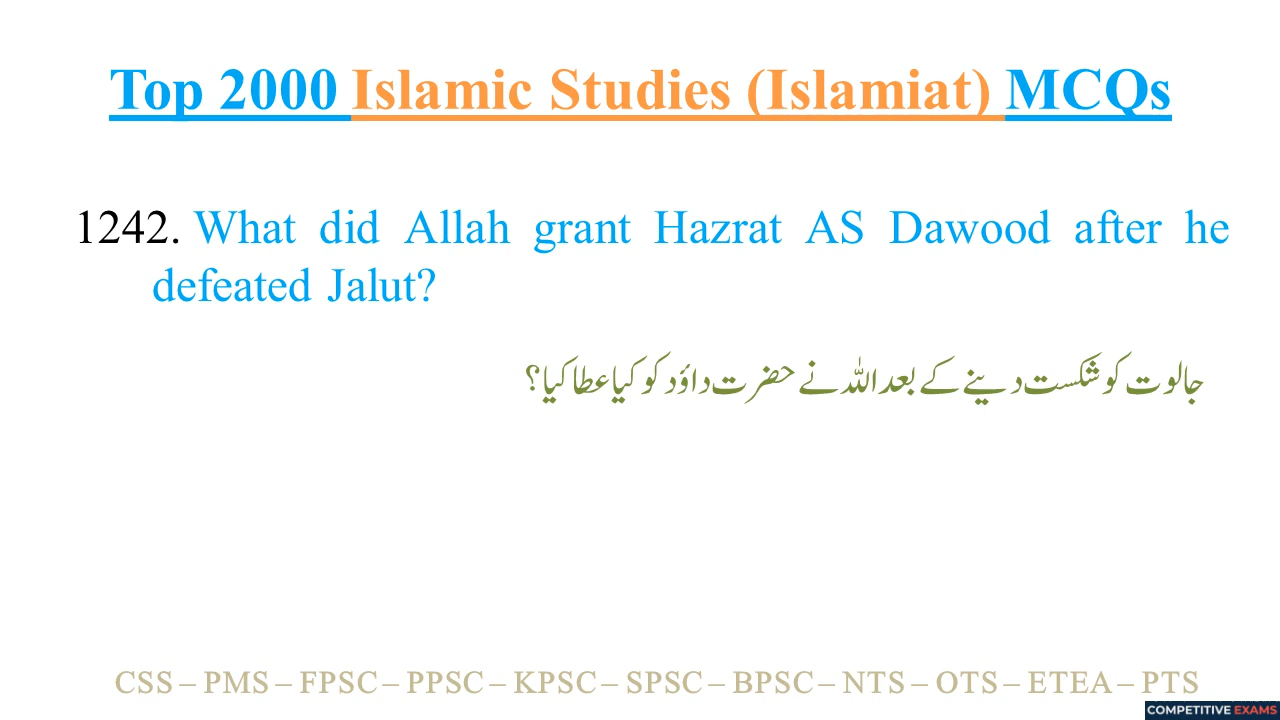 Top 2000 Islamic Studies (Islamiat) MCQs
1242. What did Allah grant Hazrat AS Dawood after he
defeated Jalut?
جالوت کو شکست دینے کے بعد اللہ نے حضرت داؤد کو کیا عطا کیا؟
CSS – PMS – FPSC – PPSC – KPSC – SPSC – BPSC – NTS – OTS – ETEA – PTS
COMPETITIVE EXAMS